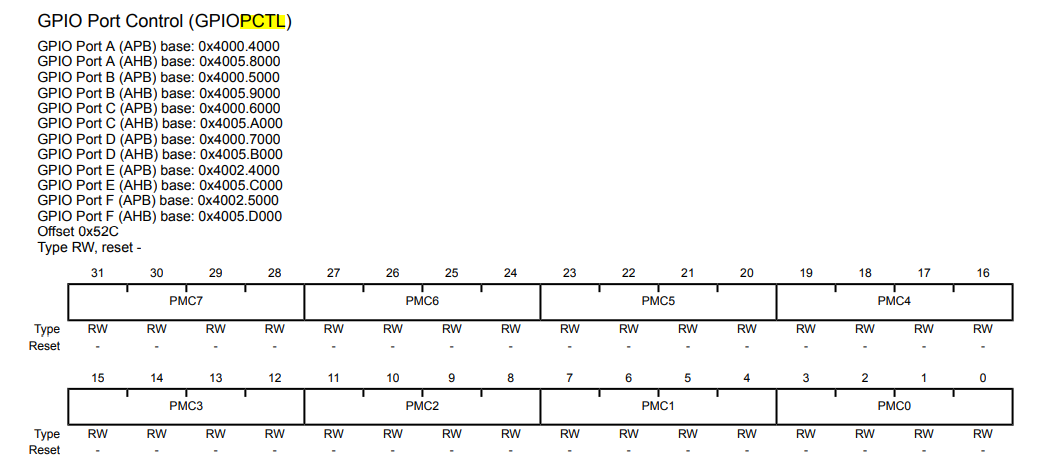 GPIO Port Control (GPIOPCTL)
GPIO Port A (APB) base: 0x4000.4000
GPIO Port A (AHB) base: 0x4005.8000
GPIO Port B (APB) base: 0x4000.5000
GPIO Port B (AHB) base: 0x4005.9000
GPIO Port C (APB) base: 0x4000.6000
GPIO Port C (AHB) base: 0x4005.A000
GPIO Port D (APB) base: 0x4000.7000
GPIO Port D (AHB) base: 0x4005.B000
GPIO Port E (APB) base: 0x4002.4000
GPIO Port E (AHB) base: 0x4005.C000
GPIO Port F (APB) base: 0x4002.5000
GPIO Port F (AHB) base: 0x4005.D000
Offset 0x52C
Type RW, reset -
31 30 29 28 27 26 25 24 23 22 21 20 19 18 17 16
PMC7 PMC6 PMC5 PMC4
Type RW RW RW RW RW RW RW RW RW RW RW RW RW RW RW RW
Reset - - - - - - - - - - - - - - - -
15 14 13 12 11 10 9 8 7 6 5 4 3 2 1 0
PMC3 PMC2 PMC1 PMC0
Type RW RW RW RW RW RW RW RW RW RW RW RW RW RW RW RW
Reset - - - - - - - - - - - - - - - -